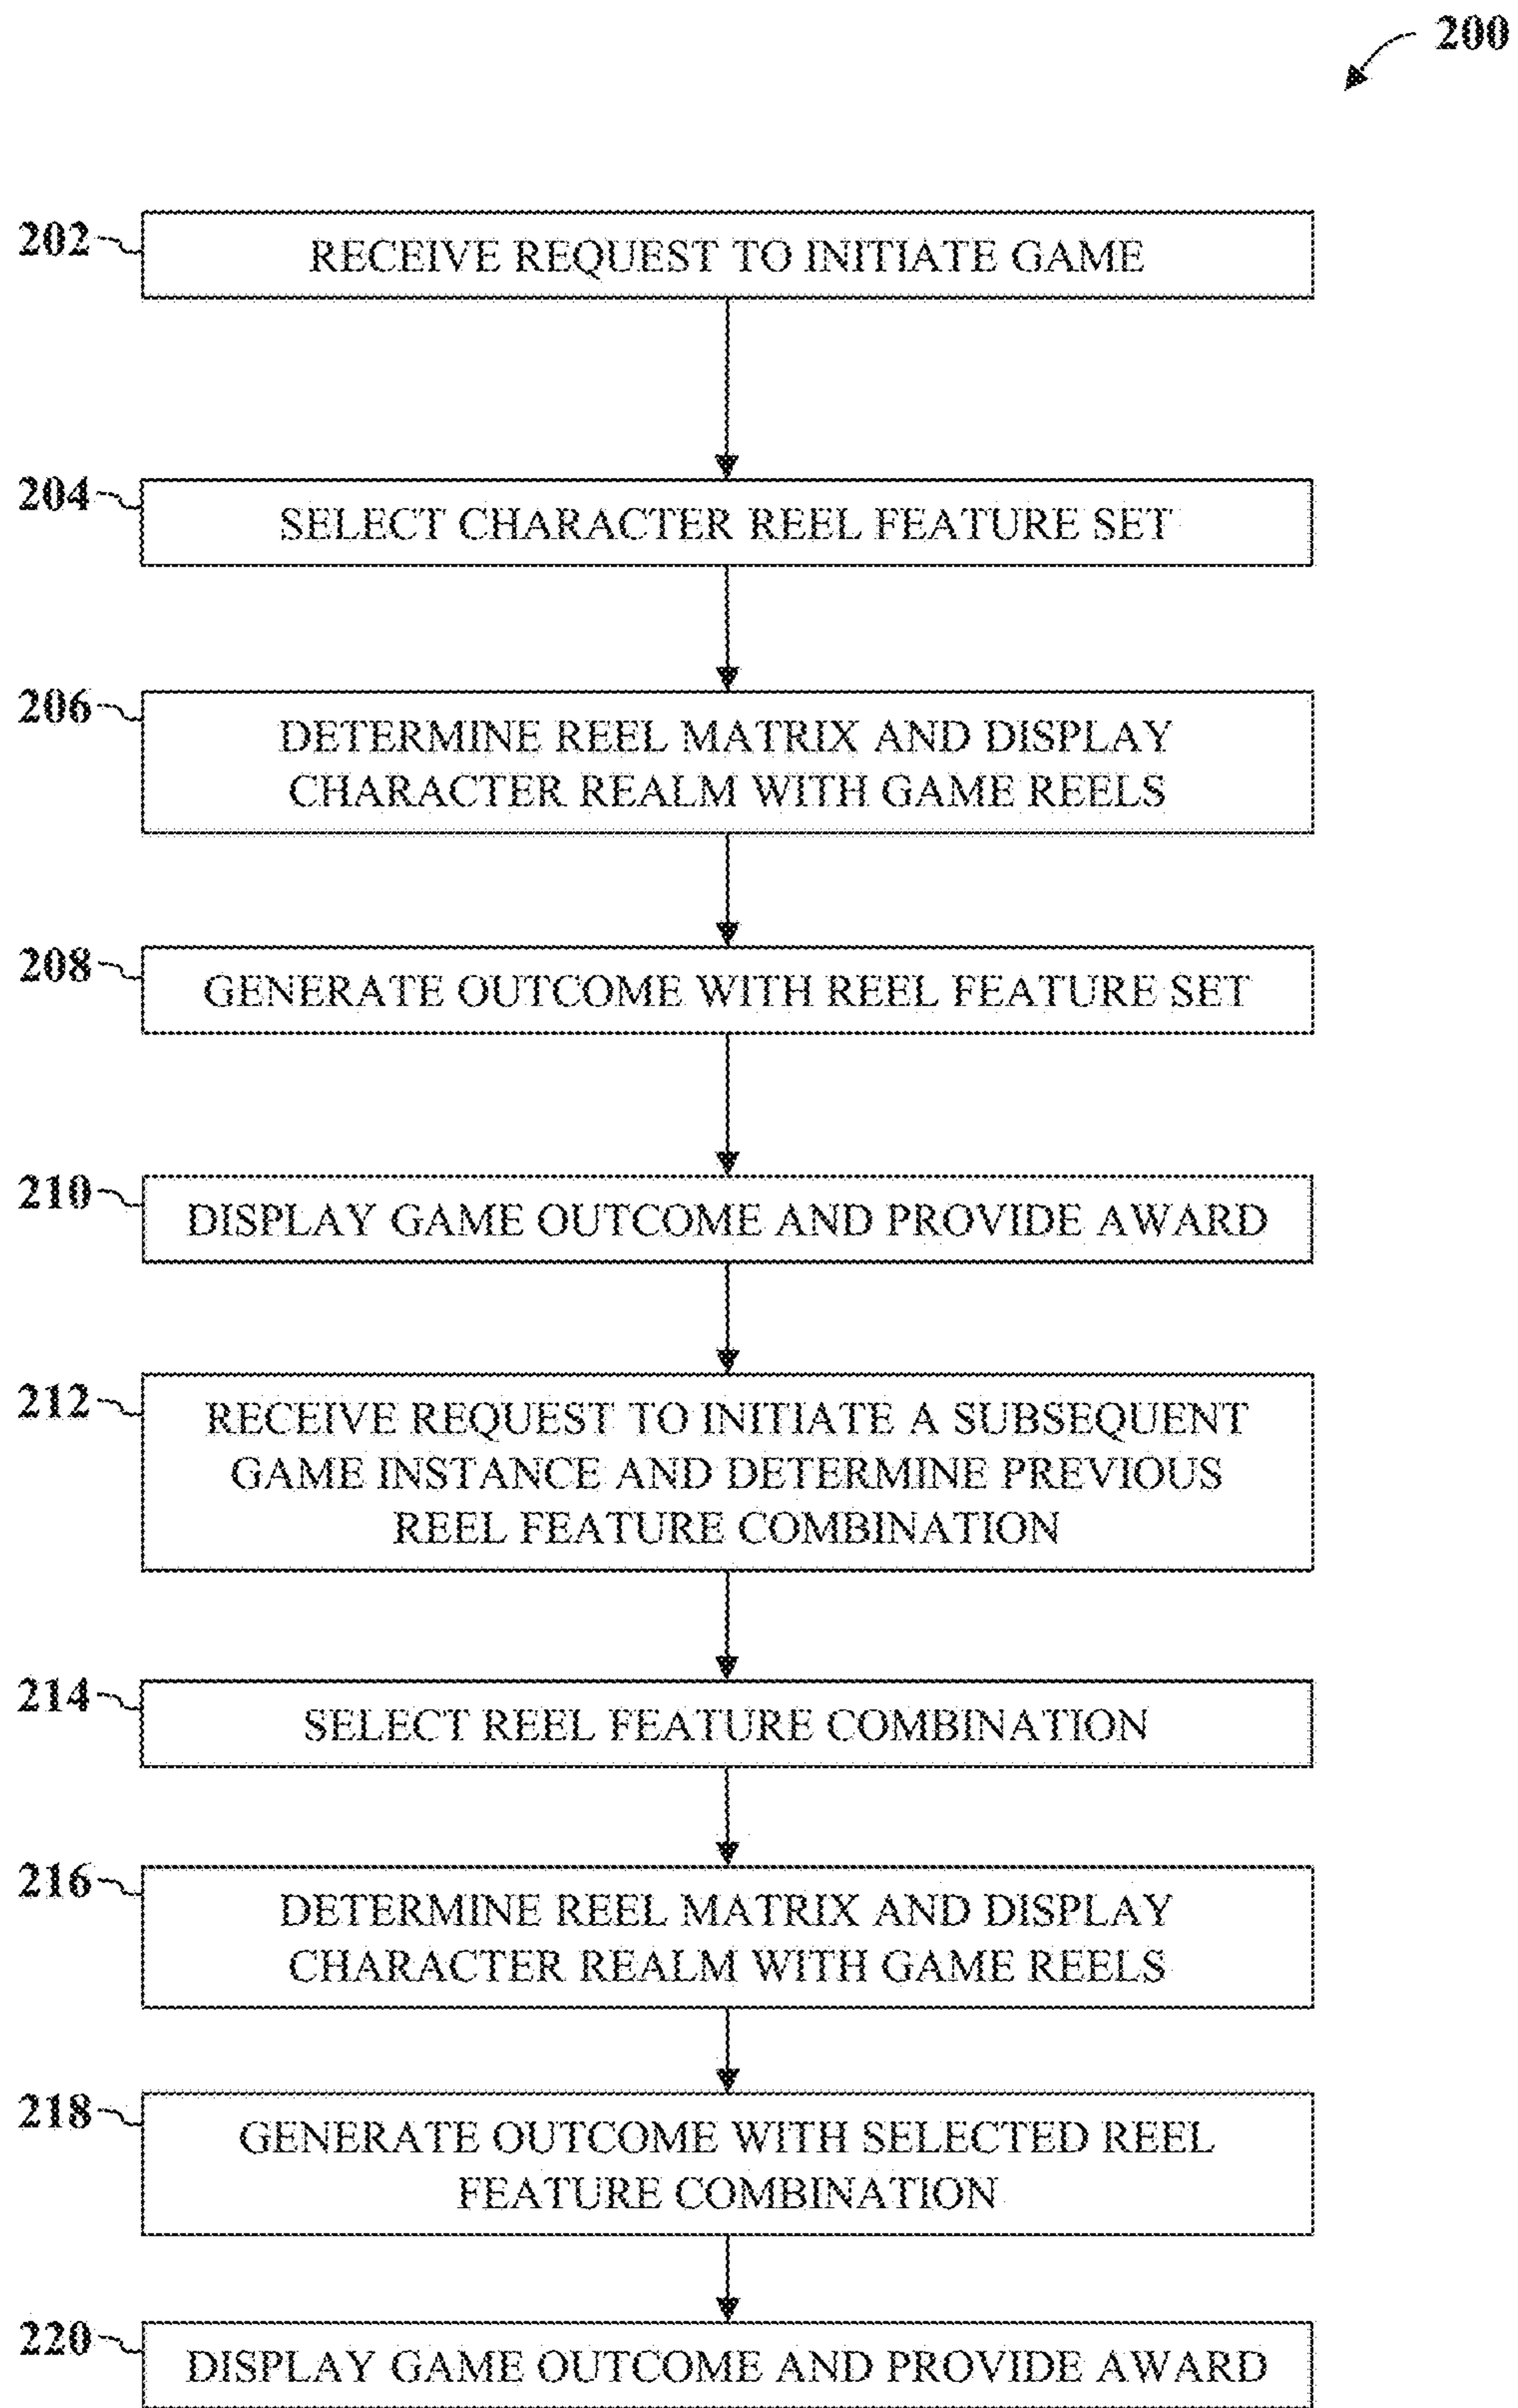 200
202
RECEIVE REQUEST TO INITIATE GAME
204
SELECT CHARACTER REEL FEATURE SET
206
DETERMINE REEL MATRIX AND DISPLAY
CHARACTER REALM WITH GAME REELS
208
GENERATE OUTCOME WITH REEL FEATURE SET
210
DISPLAY GAME OUTCOME AND PROVIDE AWARD
212
RECEIVE REQUEST TO INITIATE A SUBSEQUENT
GAME INSTANCE AND DETERMINE PREVIOUS
REEL FEATURE COMBINATION
214
SELECT REEL FEATURE COMBINATION
216
DETERMINE REEL MATRIX AND DISPLAY
CHARACTER REALM WITH GAME REELS
218
GENERATE OUTCOME WITH SELECTED REEL
FEATURE COMBINATION
220
DISPLAY GAME OUTCOME AND PROVIDE AWARD